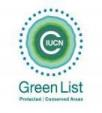 IUCN
Green List
Protected | Conserved Areas